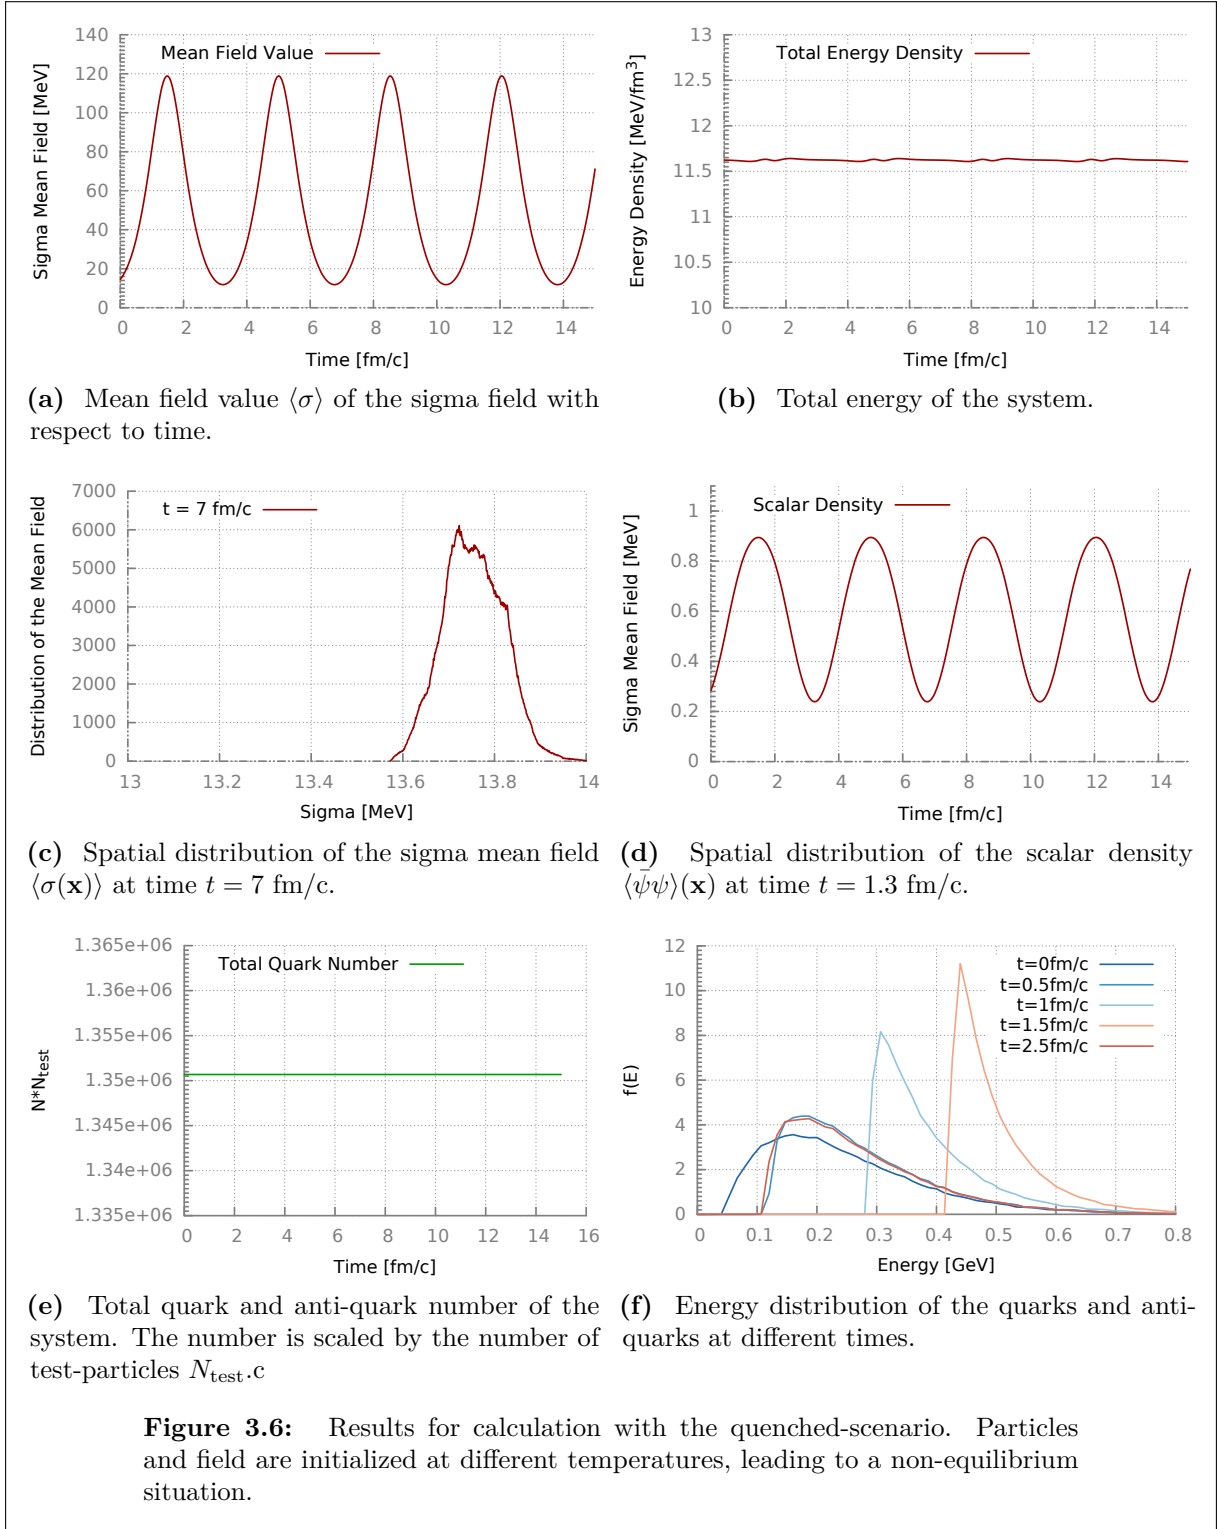 140
120
100
80
60
40
20
0
Sigma Mean Field [MeV]
Mean Field Value
0 2 4 6 8 10 12 14
Time [fm/c]
(a) Mean field value ⟨σ⟩ of the sigma field with
respect to time.
13
12.5
12
11.5
11
10.5
10
Energy Density [MeV/fm³]
Total Energy Density
0 2 4 6 8 10 12 14
Time [fm/c]
(b) Total energy of the system.
7000
6000
5000
4000
3000
2000
1000
0
Distribution of the Mean Field
t = 7 fm/c
13 13.2 13.4 13.6 13.8 14
Sigma [MeV]
(c) Spatial distribution of the sigma mean field
⟨σ(x)⟩ at time t = 7 fm/c.
1
0.8
0.6
0.4
0.2
0
Sigma Mean Field [MeV]
Scalar Density
0 2 4 6 8 10 12 14
Time [fm/c]
(d) Spatial distribution of the scalar density
⟨ψ̄ψ⟩(x) at time t = 1.3 fm/c.
1.365e+06
1.36e+06
1.355e+06
1.35e+06
1.345e+06
1.34e+06
1.335e+06
N*Ntest
Total Quark Number
0 2 4 6 8 10 12 14 16
Time [fm/c]
(e) Total quark and anti-quark number of the
system. The number is scaled by the number of
test-particles Ntest.c
12
10
8
6
4
2
0
f(E)
t=0fm/c
t=0.5fm/c
t=1fm/c
t=1.5fm/c
t=2.5fm/c
0 0.1 0.2 0.3 0.4 0.5 0.6 0.7 0.8
Energy [GeV]
(f) Energy distribution of the quarks and anti-
quarks at different times.
Figure 3.6: Results for calculation with the quenched-scenario. Particles
and field are initialized at different temperatures, leading to a non-equilibrium
situation.